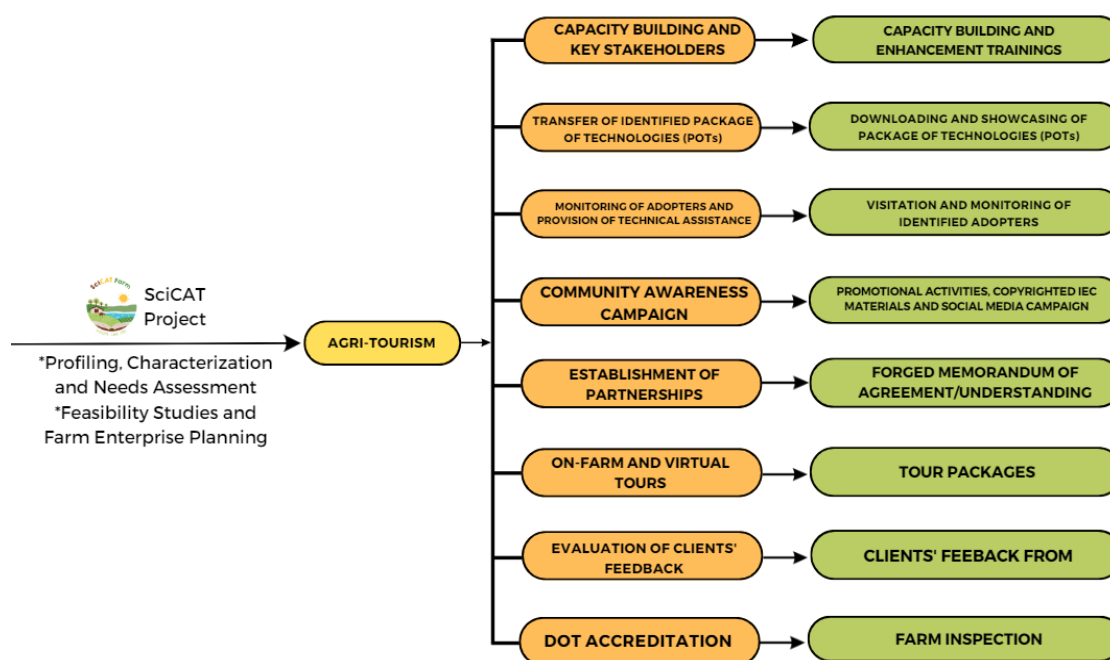 CAPACITY BUILDING AND
KEY STAKEHOLDERS
CAPACITY BUILDING AND
ENHANCEMENT TRAININGS
TRANSFER OF IDENTIFIED PACKAGE
OF TECHNOLOGIES (POTs)
DOWNLOADING AND SHOWCASING OF
PACKAGE OF TECHNOLOGIES (POTs)
MONITORING OF ADOPTERS AND
PROVISION OF TECHNICAL ASSISTANCE
VISITATION AND MONITORING OF
IDENTIFIED ADOPTERS
SciCAT Farm
SciCAT
Project
*Profiling, Characterization
and Needs Assessment
*Feasibility Studies and
Farm Enterprise Planning
AGRI-TOURISM
COMMUNITY AWARENESS
CAMPAIGN
PROMOTIONAL ACTIVITIES, COPYRIGHTED IEC
MATERIALS AND SOCIAL MEDIA CAMPAIGN
ESTABLISHMENT OF
PARTNERSHIPS
FORGED MEMORANDUM OF
AGREEMENT/UNDERSTANDING
ON-FARM AND VIRTUAL
TOURS
TOUR PACKAGES
EVALUATION OF CLIENTS'
FEEDBACK
CLIENTS' FEEBACK FROM
DOT ACCREDITATION
FARM INSPECTION